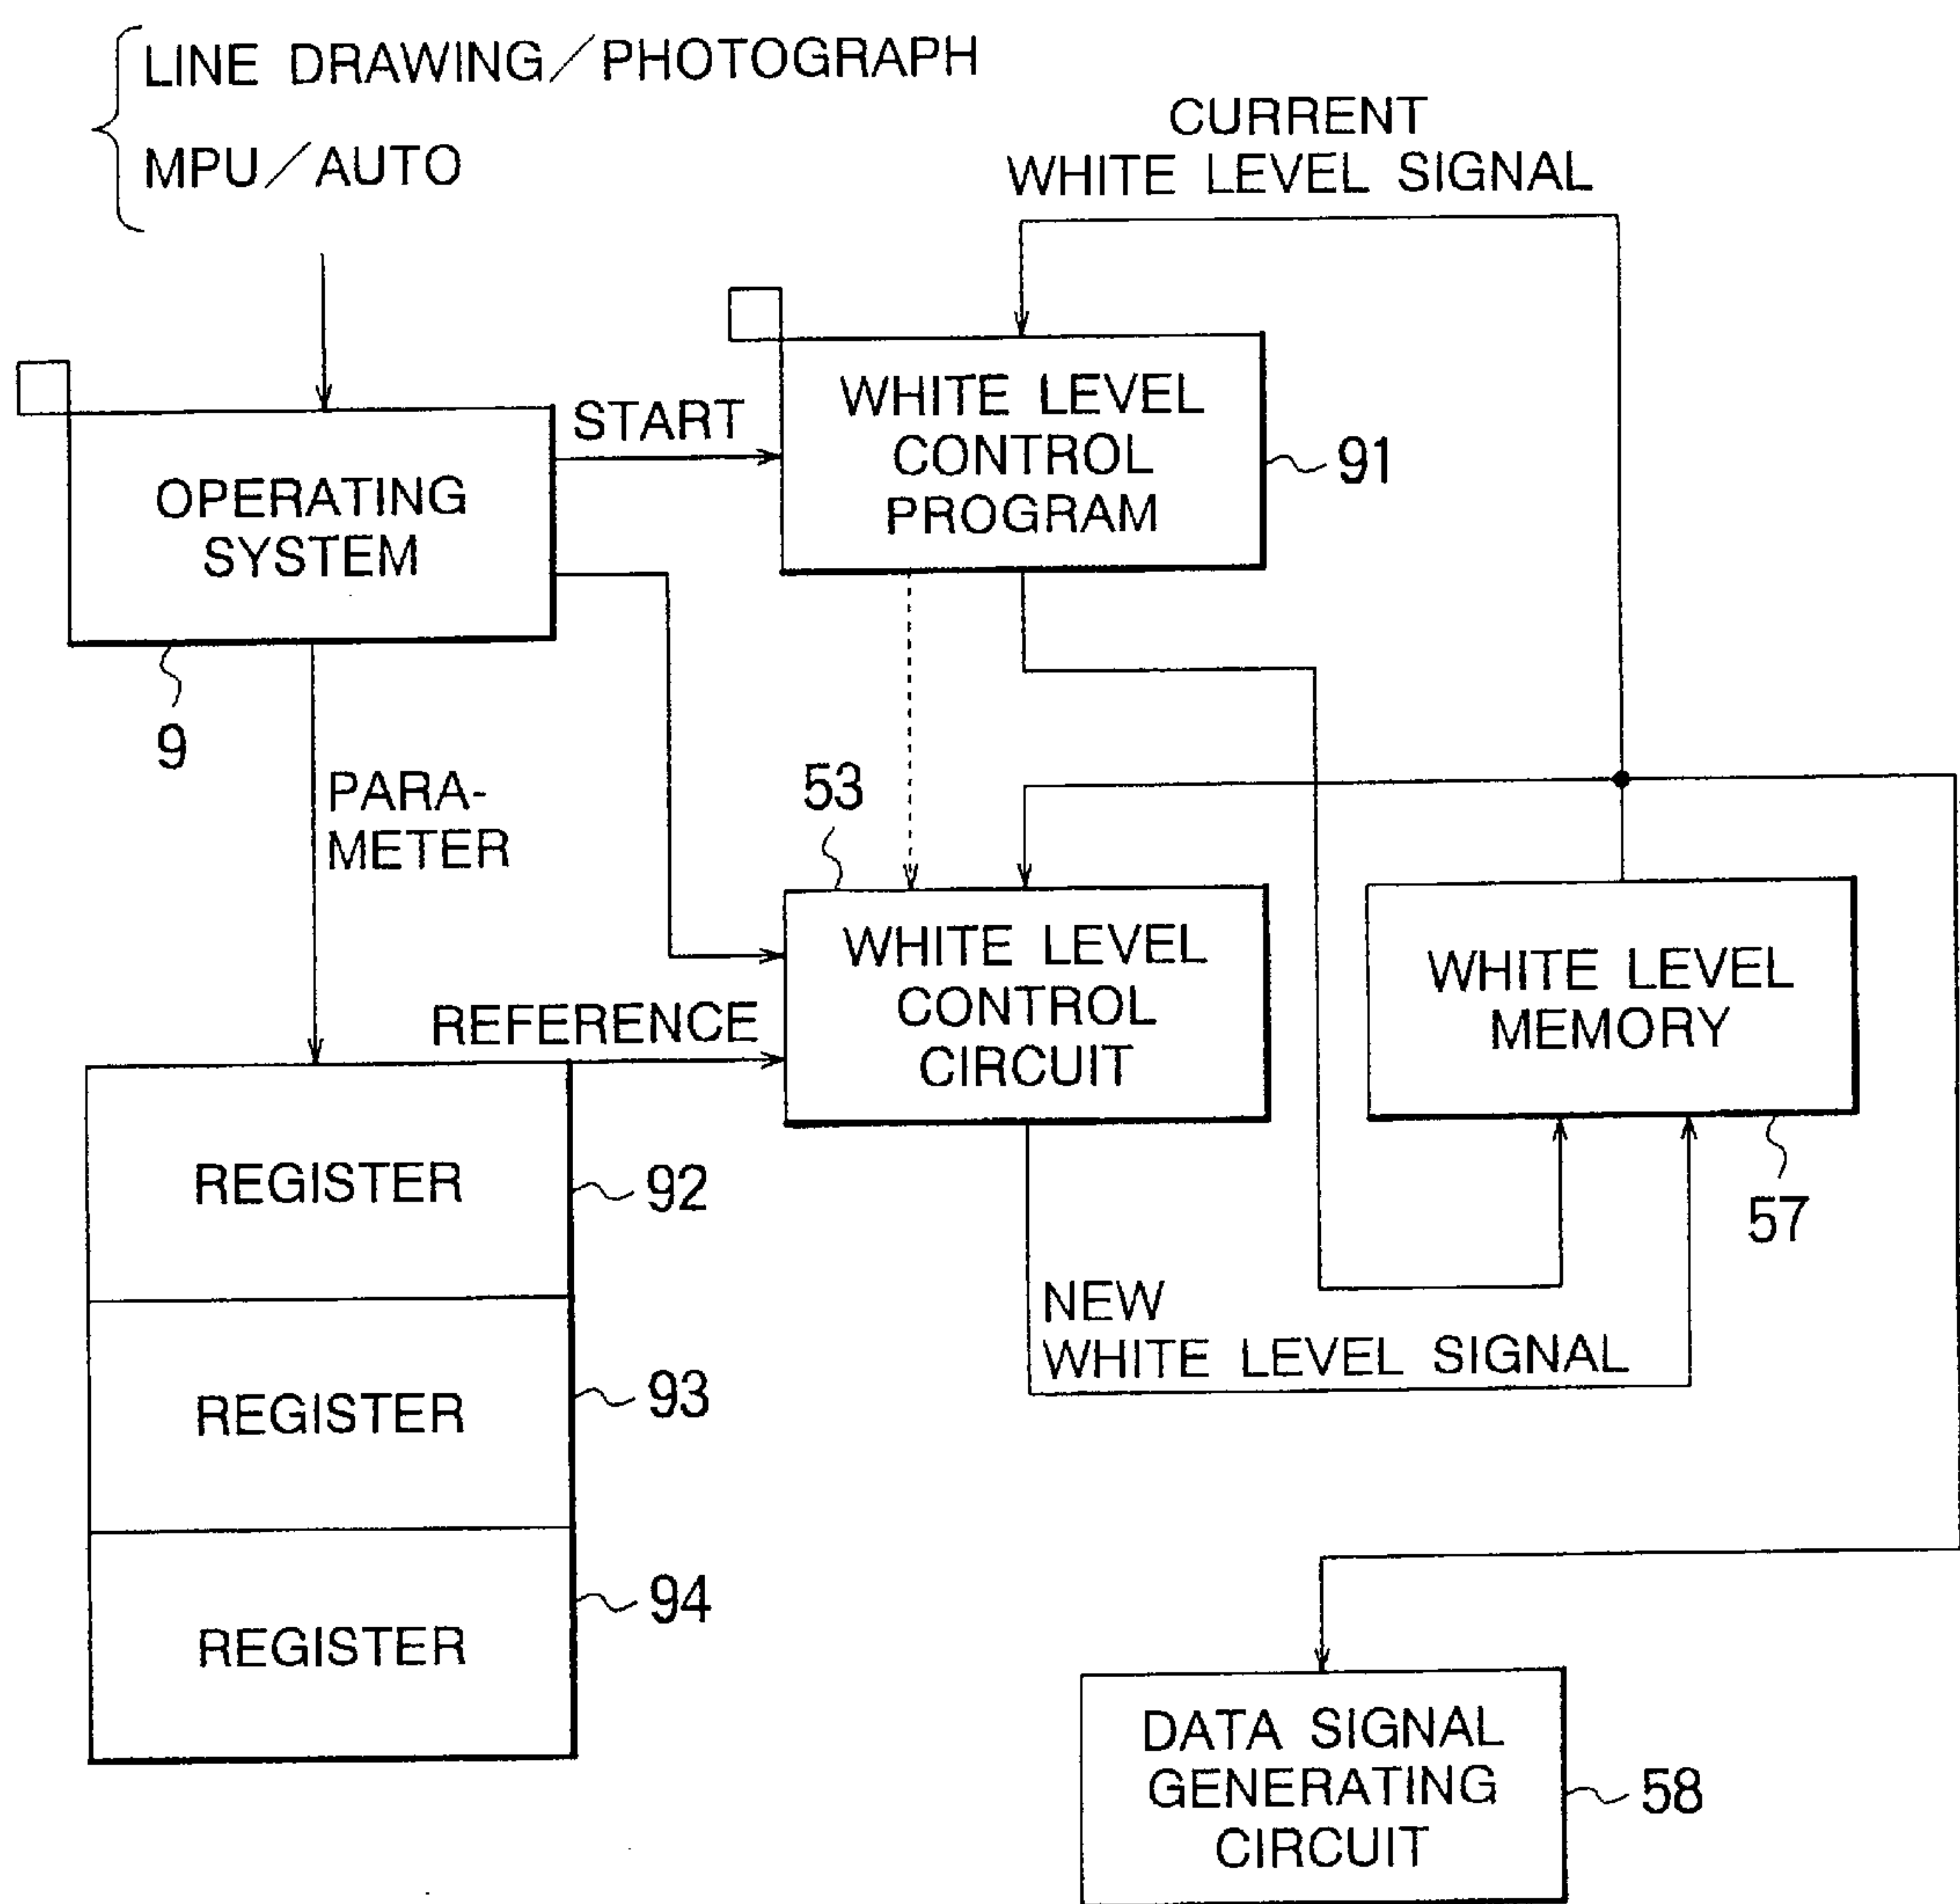 LINE DRAWING/PHOTOGRAPH
MPU/AUTO
CURRENT
WHITE LEVEL SIGNAL
OPERATING
SYSTEM
9
START
WHITE LEVEL
CONTROL
PROGRAM
91
PARA-
METER
53
WHITE LEVEL
CONTROL
CIRCUIT
REFERENCE
WHITE LEVEL
MEMORY
57
REGISTER
92
REGISTER
93
REGISTER
94
NEW
WHITE LEVEL SIGNAL
DATA SIGNAL
GENERATING
CIRCUIT
58